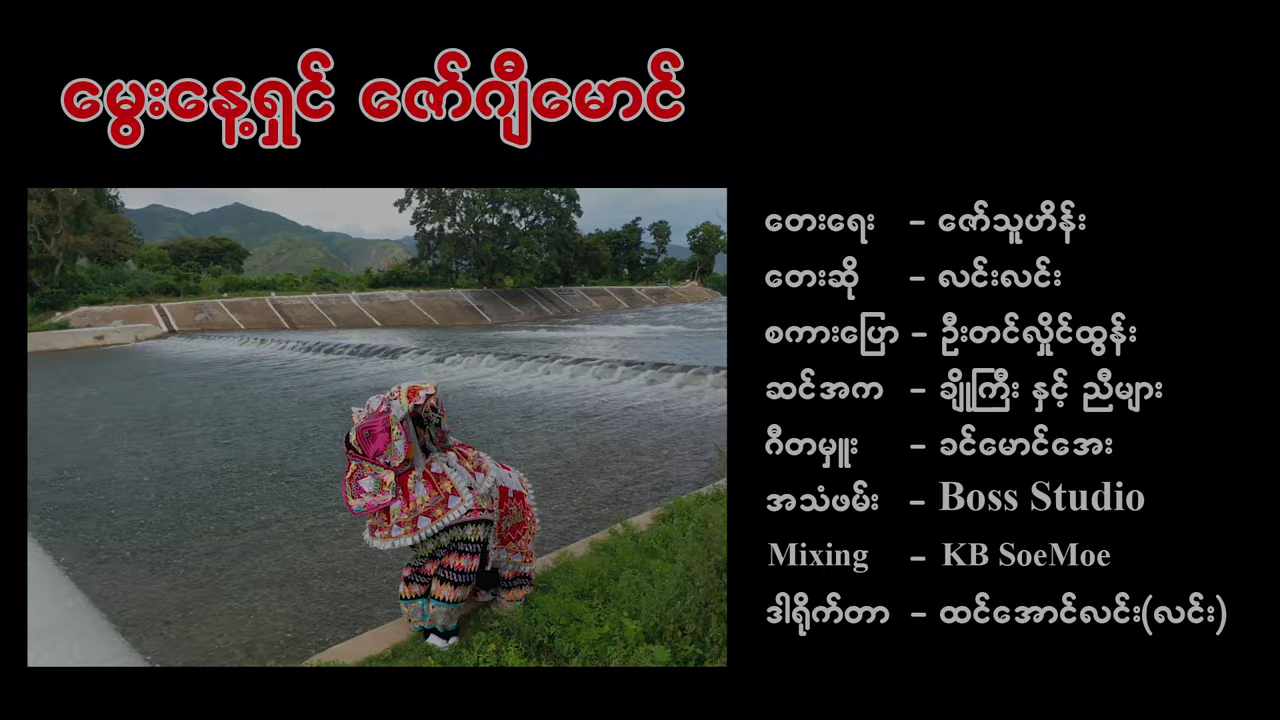 မွေးနေ့ရှင် ဇော်ဂျီမောင်
တေးရေး – ဇော်သူဟိန်း
တေးဆို – လင်းလင်း
စကားပြော – ဦးတင်လှိုင်ထွန်း
ဆင်အက – ချိုကြီး နှင့် ညီများ
ဂီတမှူး – ခင်မောင်အေး
အသံဖမ်း – Boss Studio
Mixing – KB SoeMoe
ဒါရိုက်တာ – ထင်အောင်လင်း(လင်း)